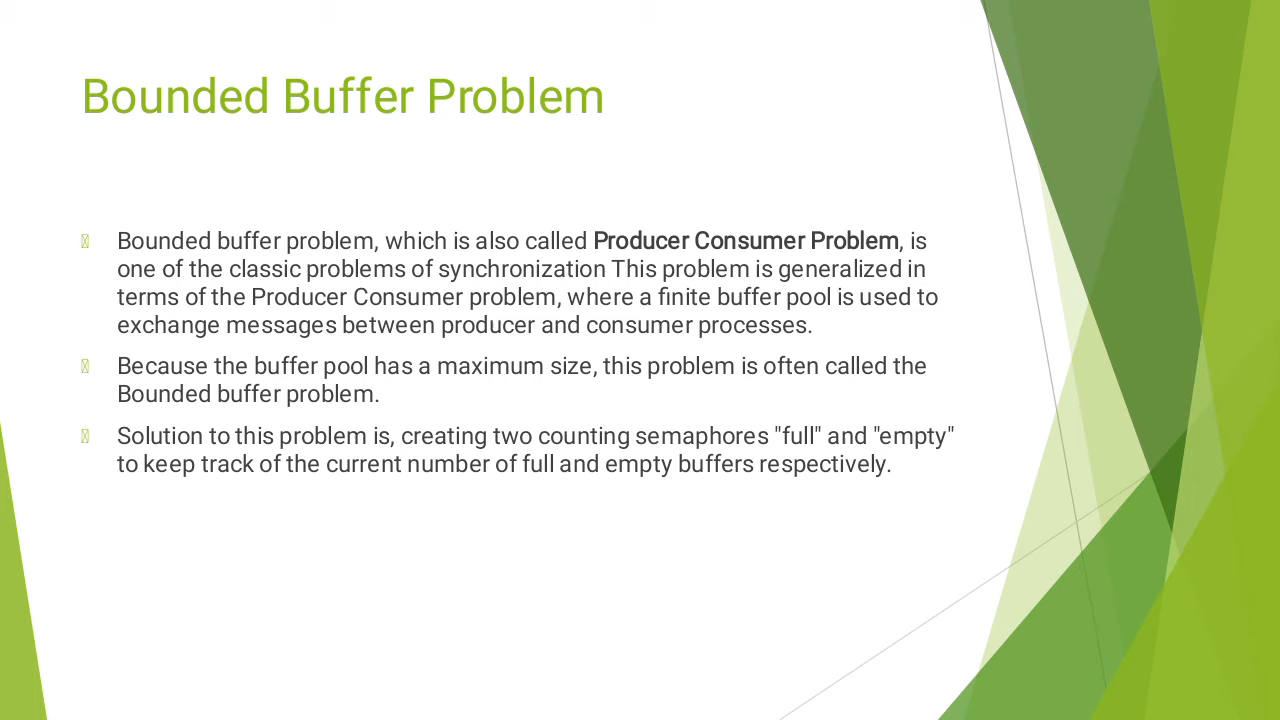 Bounded Buffer Problem
Bounded buffer problem, which is also called Producer Consumer Problem, is
one of the classic problems of synchronization This problem is generalized in
terms of the Producer Consumer problem, where a finite buffer pool is used to
exchange messages between producer and consumer processes.
Because the buffer pool has a maximum size, this problem is often called the
Bounded buffer problem.
Solution to this problem is, creating two counting semaphores "full" and "empty"
to keep track of the current number of full and empty buffers respectively.